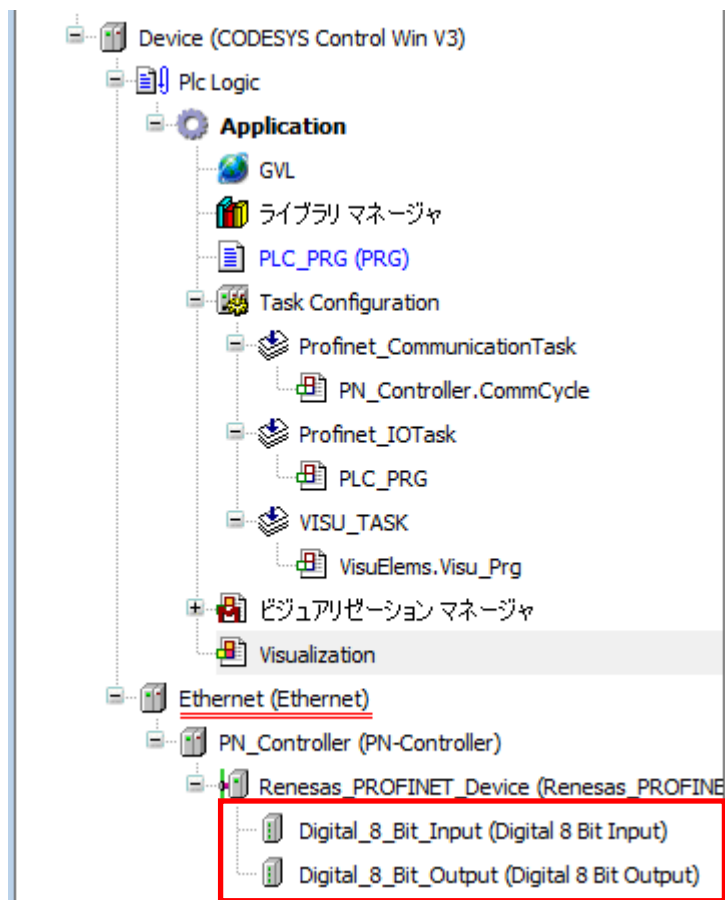 Device (CODESYS Control Win V3)
Plc Logic
Application
GVL
ライブラリ マネージャ
PLC_PRG (PRG)
Task Configuration
Profinet_CommunicationTask
PN_Controller.CommCycle
Profinet_IOTask
PLC_PRG
VISU_TASK
VisuElems.Visu_Prg
ビジュアリゼーション マネージャ
Visualization
Ethernet (Ethernet)
PN_Controller (PN-Controller)
Renesas_PROFINET_Device (Renesas_PROFINE
Digital_8_Bit_Input (Digital 8 Bit Input)
Digital_8_Bit_Output (Digital 8 Bit Output)